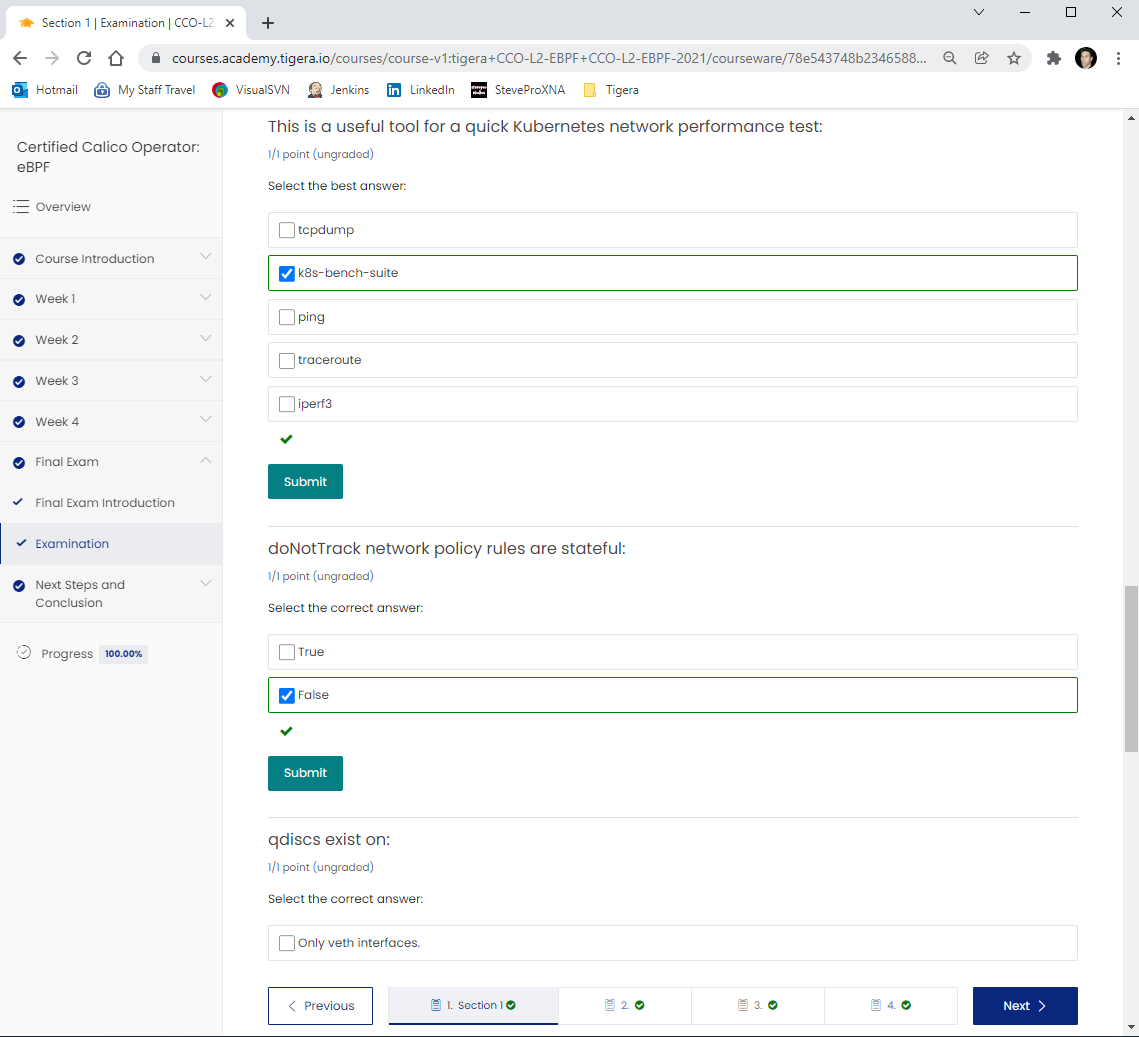 Section 1 | Examination | CCO-L2-
courses.academy.tigera.io/courses/course-v1:tigera+CCO-L2-EBPF+CCO-L2-EBPF-2021/courseware/78e543748b2346588...
Hotmail My Staff Travel VisualSVN Jenkins LinkedIn SteveProXNA Tigera
Certified Calico Operator:
eBPF
Overview
Course Introduction
Week 1
Week 2
Week 3
Week 4
Final Exam
Final Exam Introduction
Examination
Next Steps and
Conclusion
Progress 100.00%
This is a useful tool for a quick Kubernetes network performance test:
1/1 point (ungraded)
Select the best answer:
tcpdump
k8s-bench-suite
ping
traceroute
iperf3
Submit
doNotTrack network policy rules are stateful:
1/1 point (ungraded)
Select the correct answer:
True
False
Submit
qdiscs exist on:
1/1 point (ungraded)
Select the correct answer:
Only veth interfaces.
Previous 1. Section 1 2. 3. 4. Next